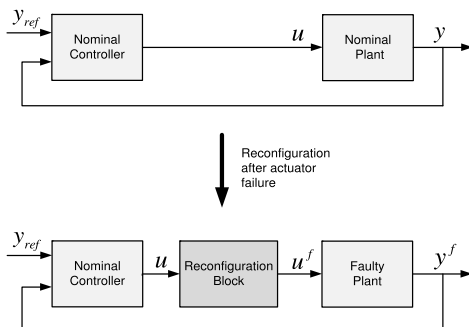 y_ref
Nominal
Controller
u
Nominal
Plant
y
Reconfiguration
after actuator
failure
y_ref
Nominal
Controller
u
Reconfiguration
Block
u^f
Faulty
Plant
y^f